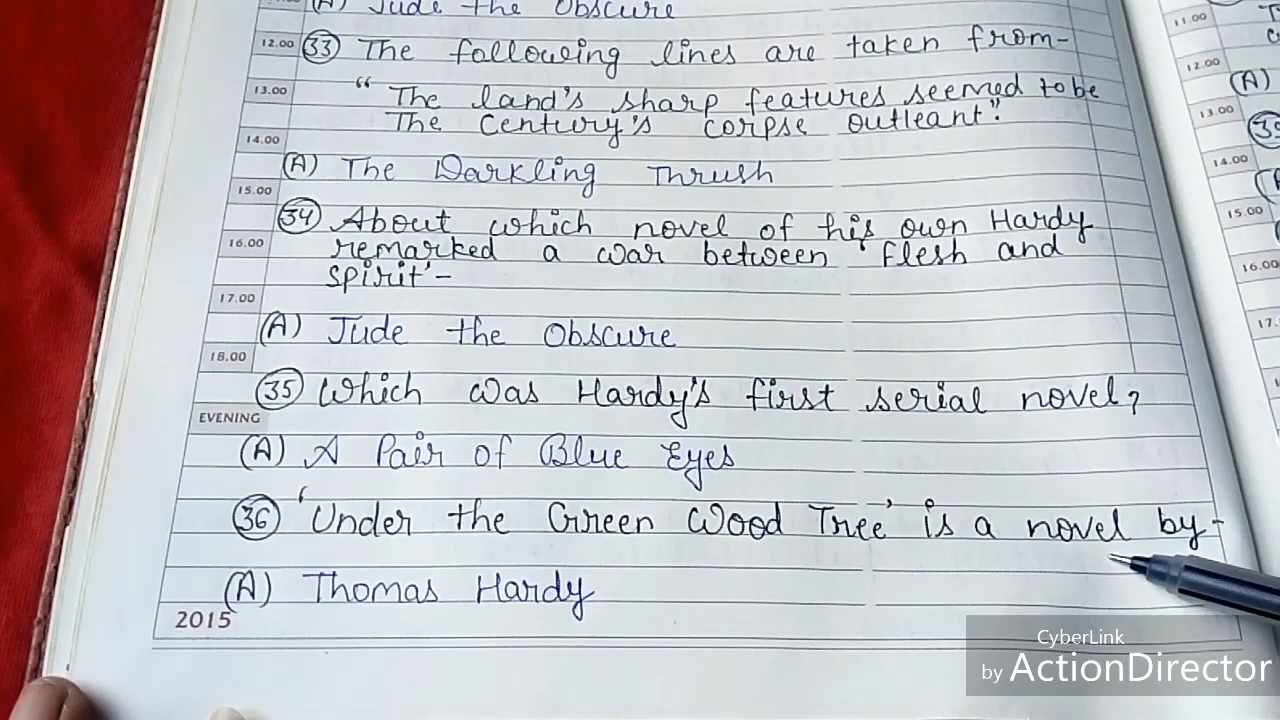 (A) Jude the Obscure
12.00 (33) The following lines are taken from-
13.00 " The land's sharp features seemed to be
The Century's corpse outleant."
14.00
(A) The Darkling Thrush
15.00
(34) About which novel of his own Hardy
16.00 remarked a war between 'Flesh and
Spirit' -
17.00
(A) Jude the Obscure
18.00
(35) Which was Hardy's first serial novel?
EVENING
(A) A Pair of Blue Eyes
(36) 'Under the Green Wood Tree' is a novel by-
(A) Thomas Hardy
2015
11.00
12.00
(A)
13.00
14.00
15.00
16.00
17.
CyberLink
by ActionDirector